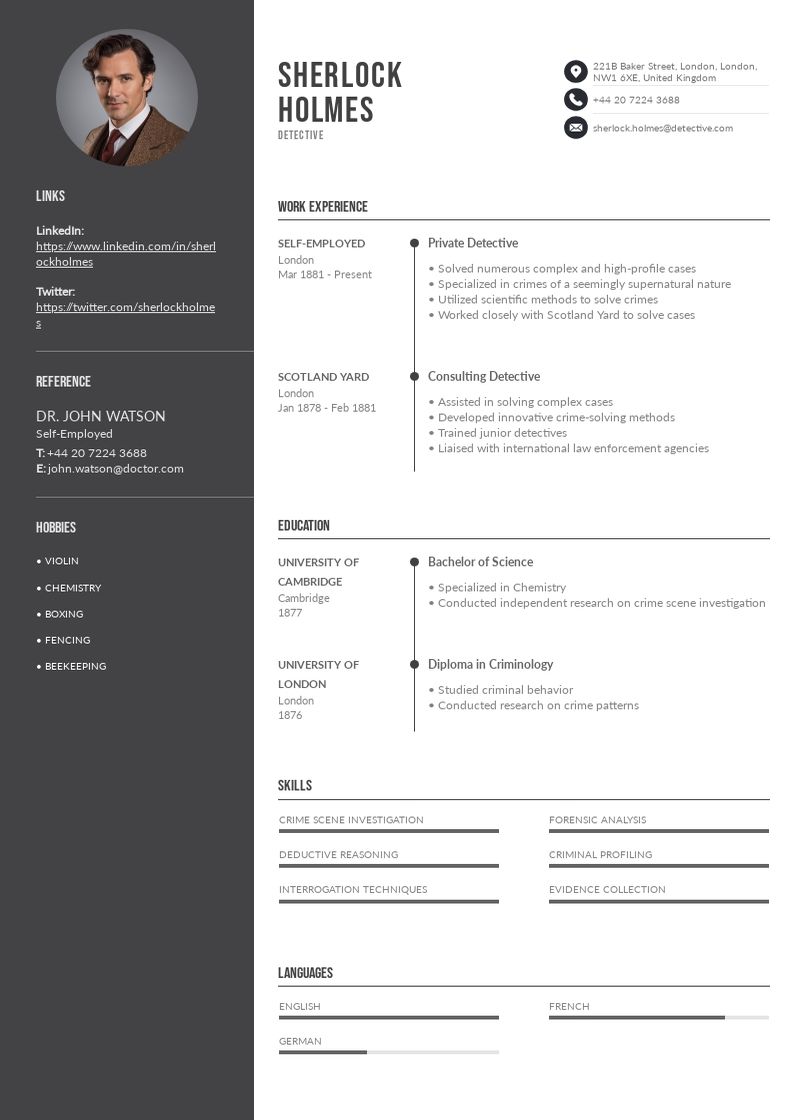 SHERLOCK
HOLMES
DETECTIVE
221B Baker Street, London, London,
NW1 6XE, United Kingdom
+44 20 7224 3688
sherlock.holmes@detective.com
LINKS
LinkedIn:
https://www.linkedin.com/in/sherl
ockholmes
Twitter:
https://twitter.com/sherlockholme
s
REFERENCE
DR. JOHN WATSON
Self-Employed
T: +44 20 7224 3688
E: john.watson@doctor.com
HOBBIES
• VIOLIN
• CHEMISTRY
• BOXING
• FENCING
• BEEKEEPING
WORK EXPERIENCE
SELF-EMPLOYED
London
Mar 1881 - Present
Private Detective
• Solved numerous complex and high-profile cases
• Specialized in crimes of a seemingly supernatural nature
• Utilized scientific methods to solve crimes
• Worked closely with Scotland Yard to solve cases
SCOTLAND YARD
London
Jan 1878 - Feb 1881
Consulting Detective
• Assisted in solving complex cases
• Developed innovative crime-solving methods
• Trained junior detectives
• Liaised with international law enforcement agencies
EDUCATION
UNIVERSITY OF
CAMBRIDGE
Cambridge
1877
Bachelor of Science
• Specialized in Chemistry
• Conducted independent research on crime scene investigation
UNIVERSITY OF
LONDON
London
1876
Diploma in Criminology
• Studied criminal behavior
• Conducted research on crime patterns
SKILLS
CRIME SCENE INVESTIGATION
FORENSIC ANALYSIS
DEDUCTIVE REASONING
CRIMINAL PROFILING
INTERROGATION TECHNIQUES
EVIDENCE COLLECTION
LANGUAGES
ENGLISH
FRENCH
GERMAN